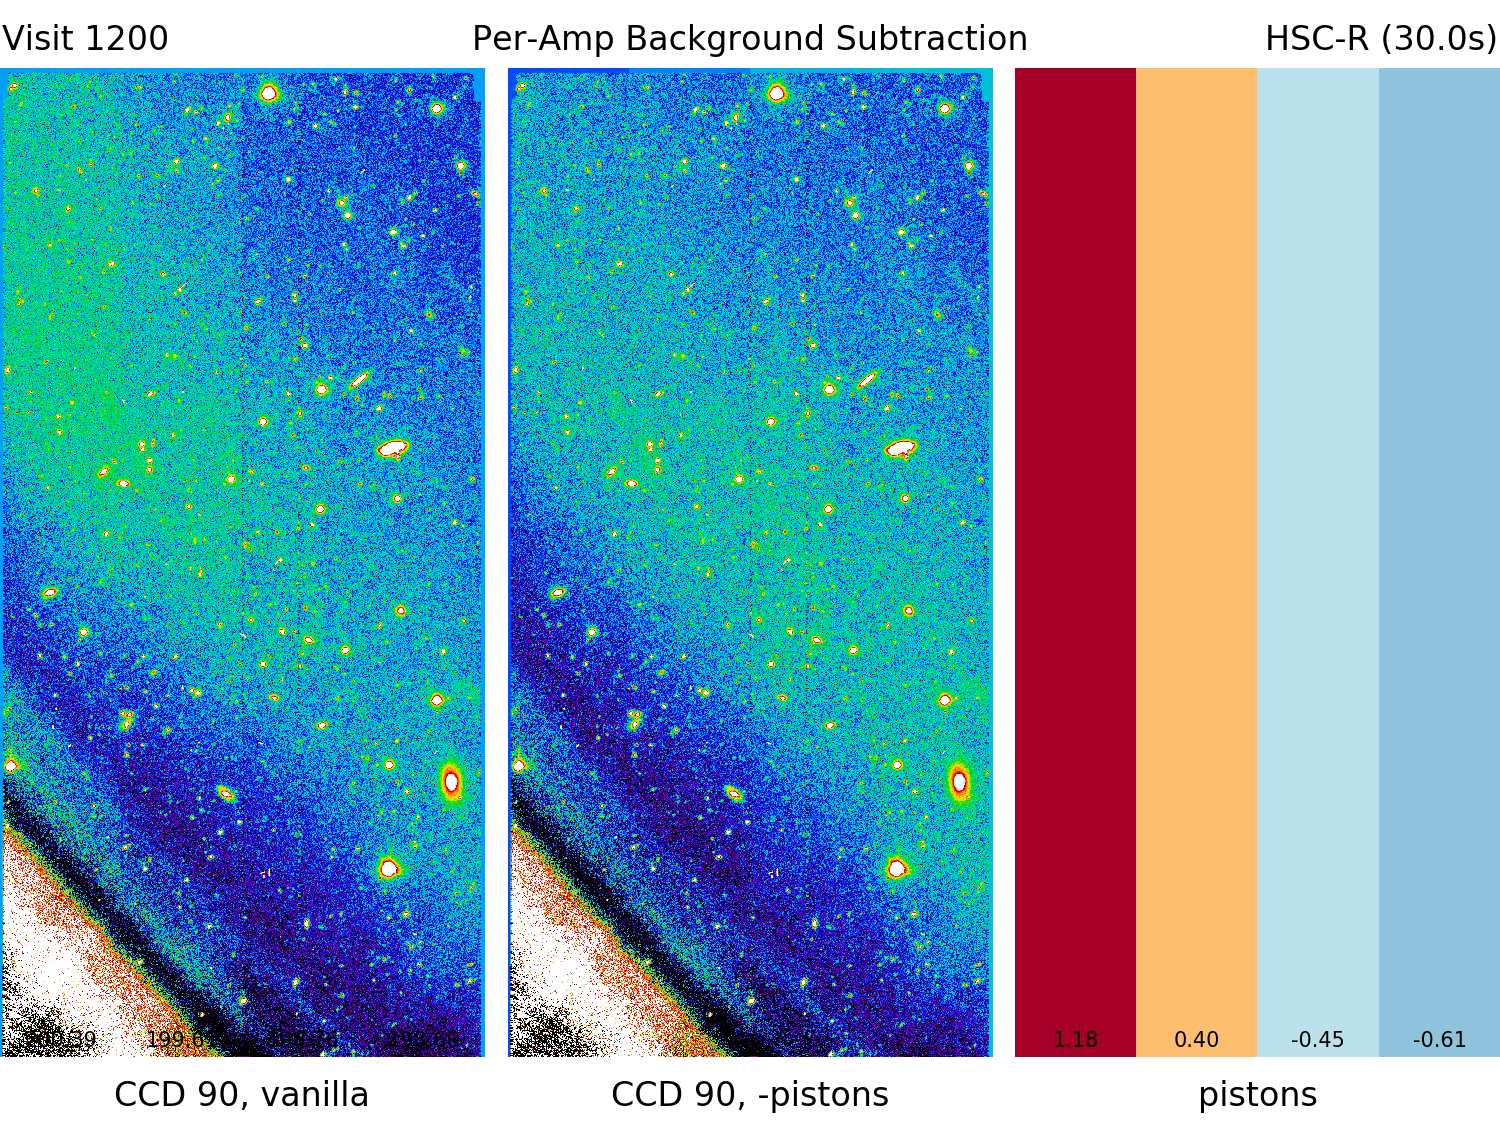 Visit 1200 Per-Amp Background Subtraction HSC-R (30.0s)
1.18 0.40 -0.45 -0.61
CCD 90, vanilla CCD 90, -pistons pistons